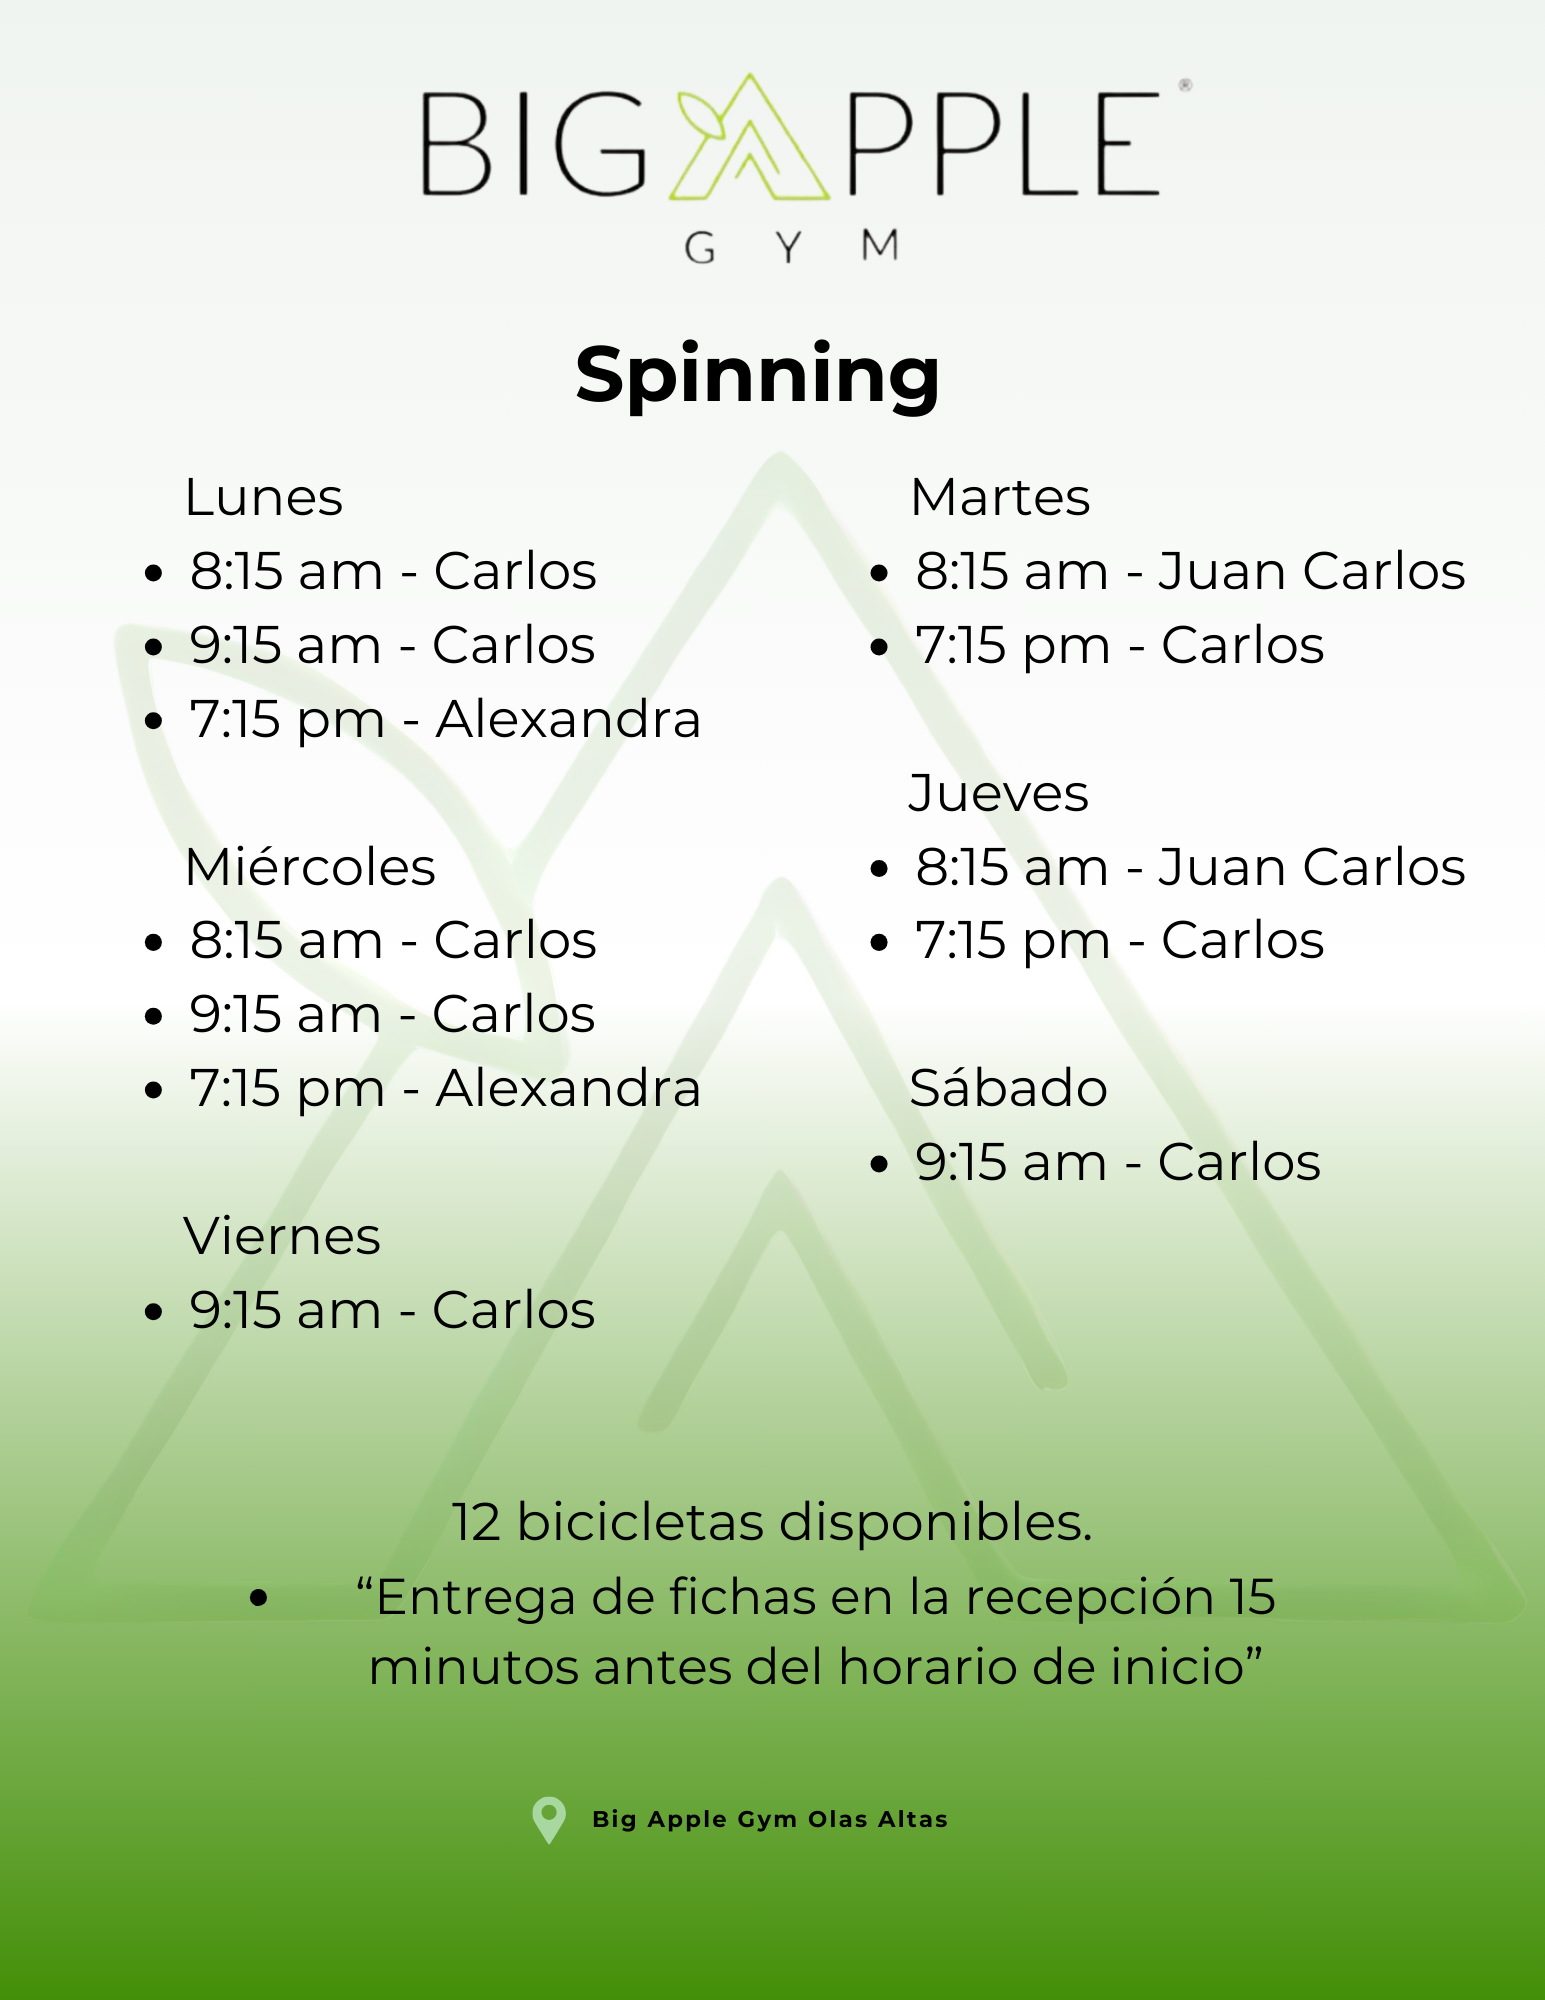 BIG APPLE®
GYM
Spinning
Lunes
• 8:15 am - Carlos
• 9:15 am - Carlos
• 7:15 pm - Alexandra
Miércoles
• 8:15 am - Carlos
• 9:15 am - Carlos
• 7:15 pm - Alexandra
Viernes
• 9:15 am - Carlos
Martes
• 8:15 am - Juan Carlos
• 7:15 pm - Carlos
Jueves
• 8:15 am - Juan Carlos
• 7:15 pm - Carlos
Sábado
• 9:15 am - Carlos
12 bicicletas disponibles.
• “Entrega de fichas en la recepción 15
minutos antes del horario de inicio”
Big Apple Gym Olas Altas